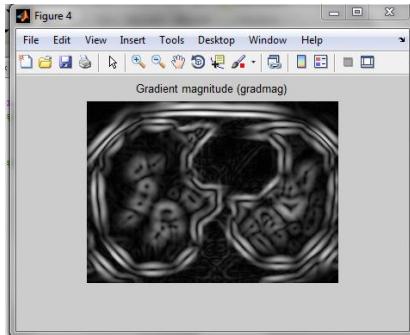 Figure 4
File Edit View Insert Tools Desktop Window Help
Gradient magnitude (gradmag)